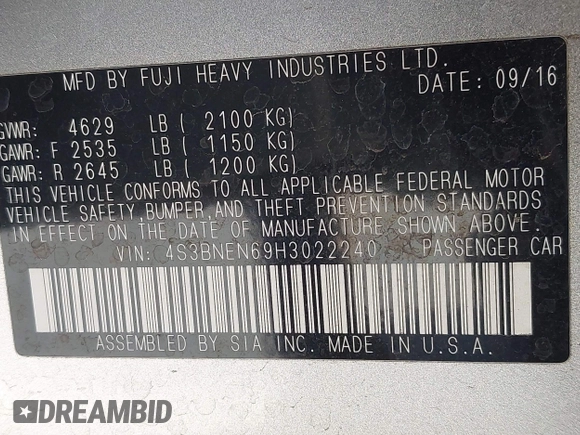 MFD BY FUJI HEAVY INDUSTRIES LTD.
DATE: 09/16
GVWR: 4629 LB ( 2100 KG)
GAWR: F 2535 LB ( 1150 KG)
GAWR: R 2645 LB ( 1200 KG)
THIS VEHICLE CONFORMS TO ALL APPLICABLE FEDERAL MOTOR
VEHICLE SAFETY,BUMPER,AND THEFT PREVENTION STANDARDS
IN EFFECT ON THE DATE OF MANUFACTURE SHOWN ABOVE.
VIN: 4S3BNEN69H3022240 PASSENGER CAR
ASSEMBLED BY SIA INC. MADE IN U.S.A.
DREAMBID